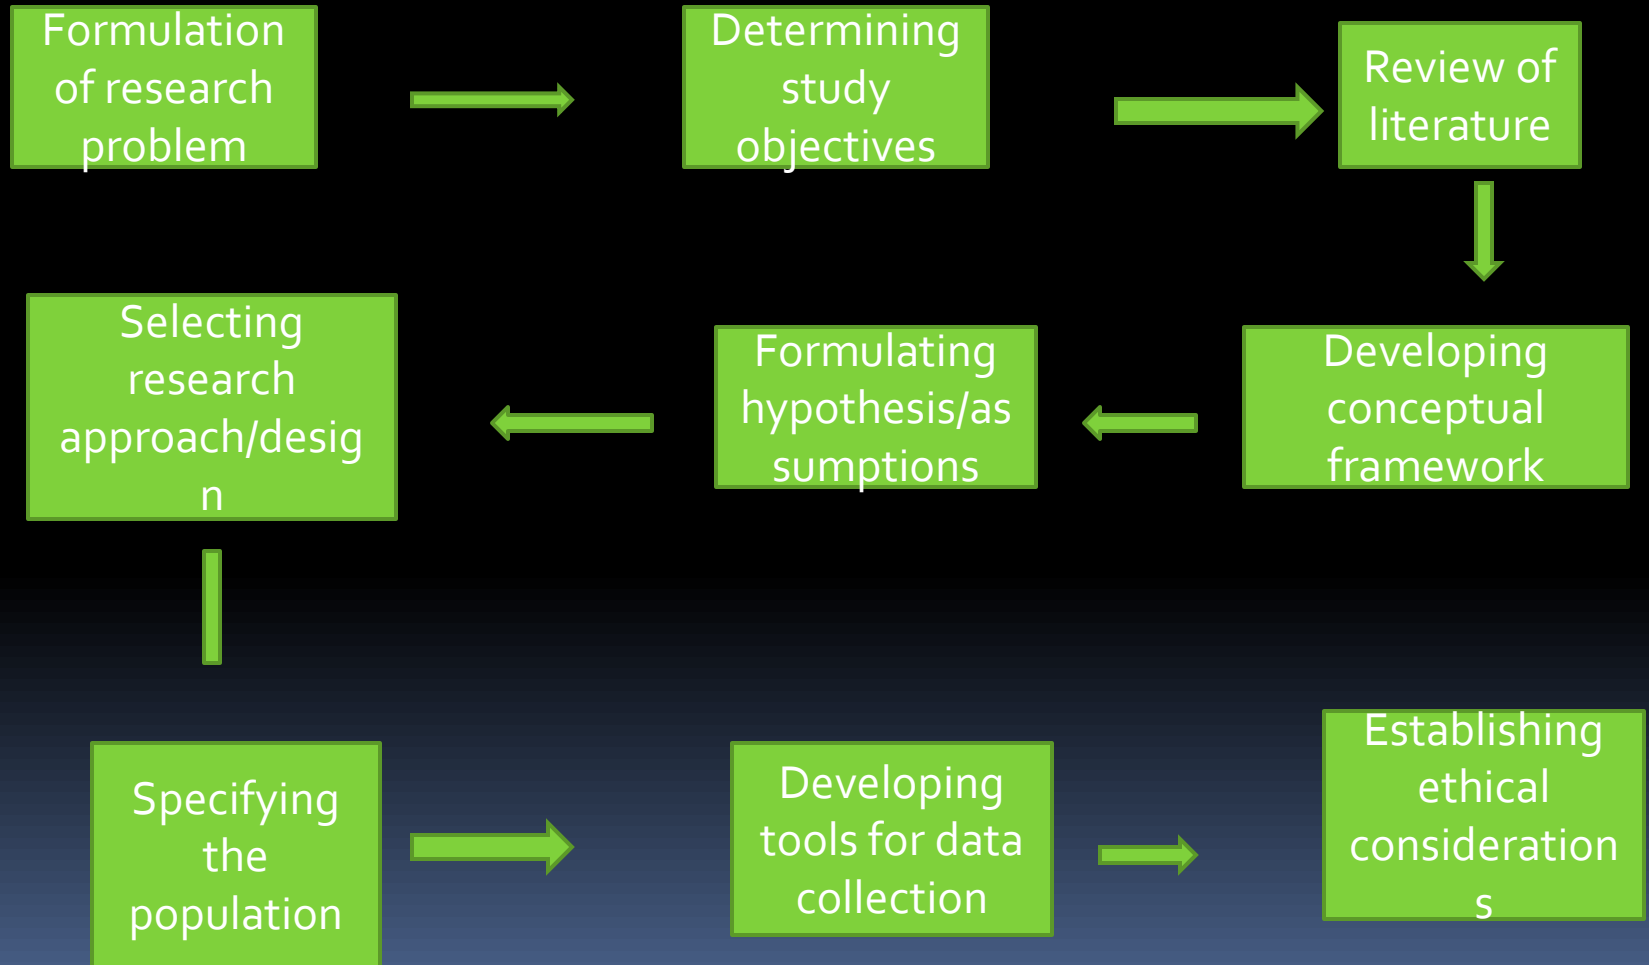 Formulation
of research
problem
Determining
study
objectives
Review of
literature
Developing
conceptual
framework
Formulating
hypothesis/as
sumptions
Selecting
research
approach/desig
n
Specifying
the
population
Developing
tools for data
collection
Establishing
ethical
consideration
s